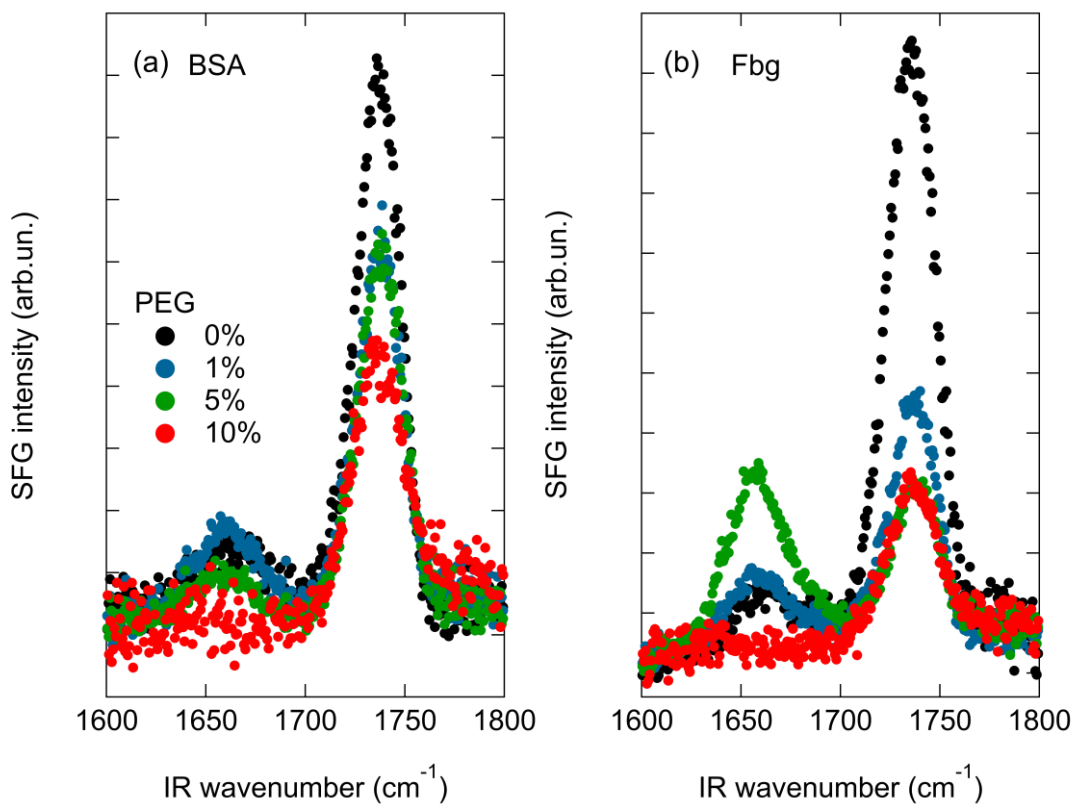 (a) BSA
PEG
0%
1%
5%
10%
SFG intensity (arb.un.)
1600 1650 1700 1750 1800
IR wavenumber (cm⁻¹)
(b) Fbg
SFG intensity (arb.un.)
1600 1650 1700 1750 1800
IR wavenumber (cm⁻¹)